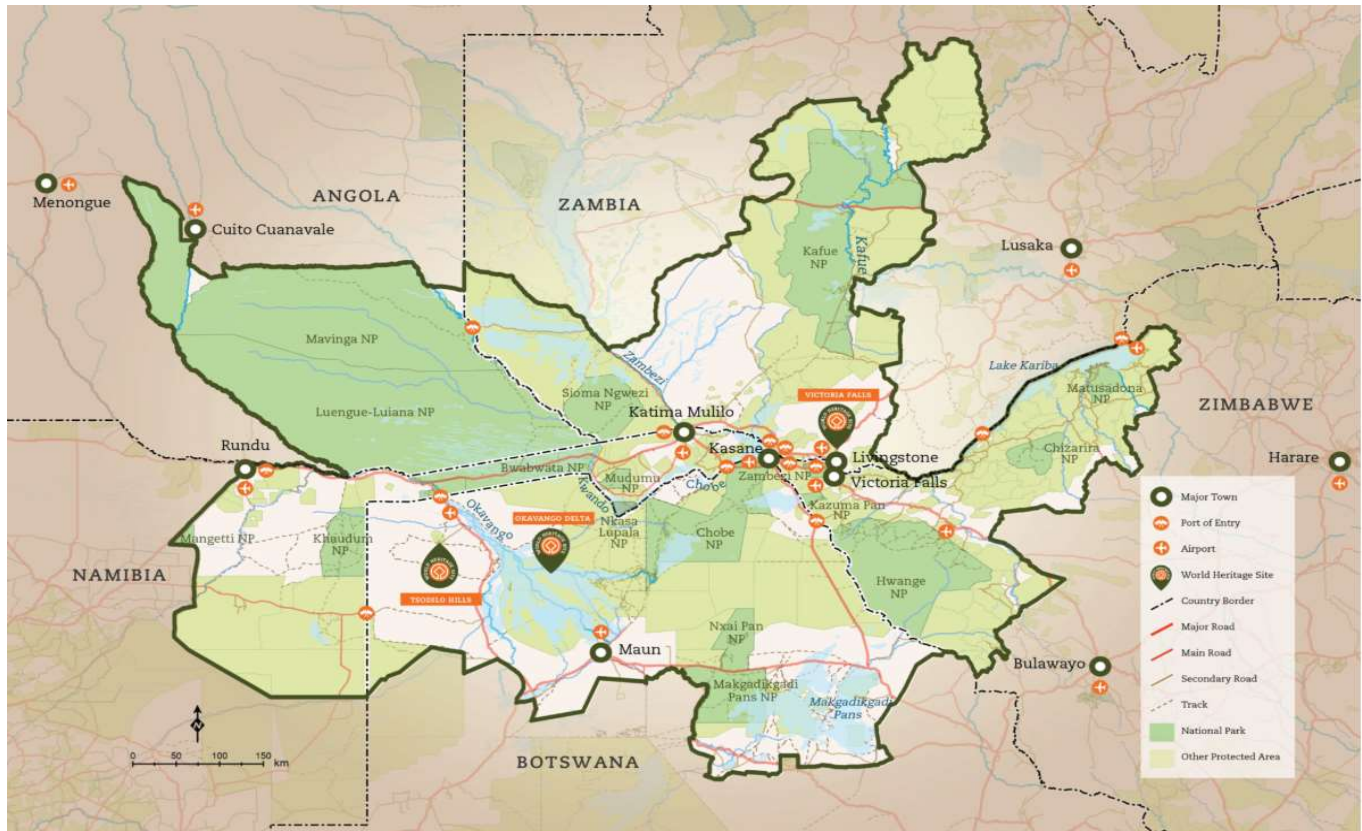 ANGOLA
ZAMBIA
Menongue
Cuito Cuanavale
Lusaka
Kafue
NP
Kafue
Mavinga NP
Zambezi
Lake Kariba
Matusadona
NP
Sioma Ngwezi
NP
VICTORIA FALLS
ZIMBABWE
Luengue-Luiana NP
Katima Mulilo
Chizarira
NP
Rundu
Kasane
Livingstone
Harare
Bwabwata NP
Mudumu
NP
Chobe
Zambezi NP
Victoria Falls
Kwando
Okavango
Kazuma Pan
NP
OKAVANGO DELTA
Nkasa
Lupala
NP
Chobe
NP
Mangetti NP
Khaudum
NP
NAMIBIA
TSODILO HILLS
Hwange
NP
Nxai Pan
NP
Maun
Bulawayo
Makgadikgadi
Pans NP
Makgadikgadi
Pans
BOTSWANA
N
0 50 100 150
km
Major Town
Port of Entry
Airport
World Heritage Site
Country Border
Major Road
Main Road
Secondary Road
Track
National Park
Other Protected Area